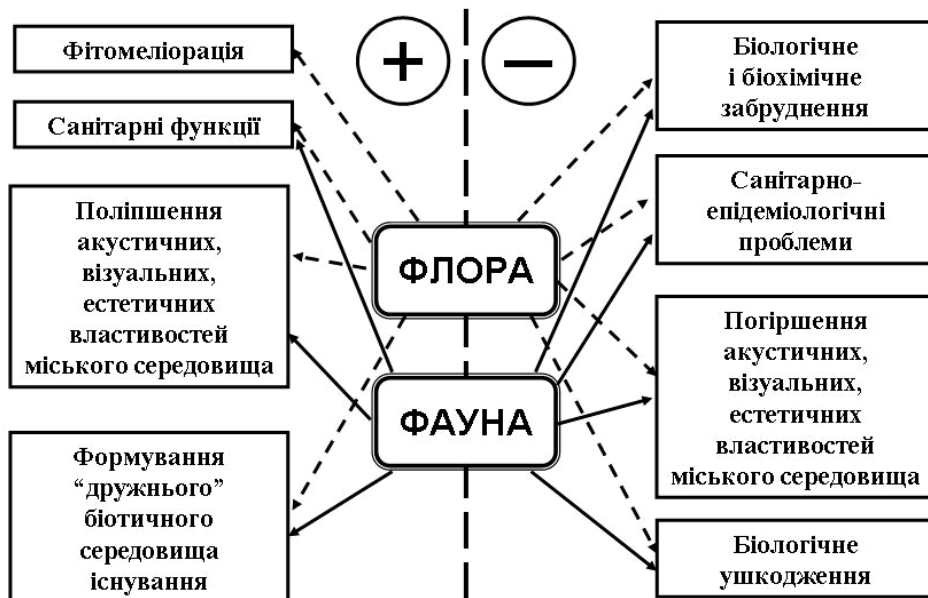 Фітомеліорація
Санітарні функції
Поліпшення
акустичних,
візуальних,
естетичних
властивостей
міського середовища
Формування
“дружнього”
біотичного
середовища
існування
+
−
ФЛОРА
ФАУНА
Біологічне
і біохімічне
забруднення
Санітарно-
епідеміологічні
проблеми
Погіршення
акустичних,
візуальних,
естетичних
властивостей
міського середовища
Біологічне
ушкодження